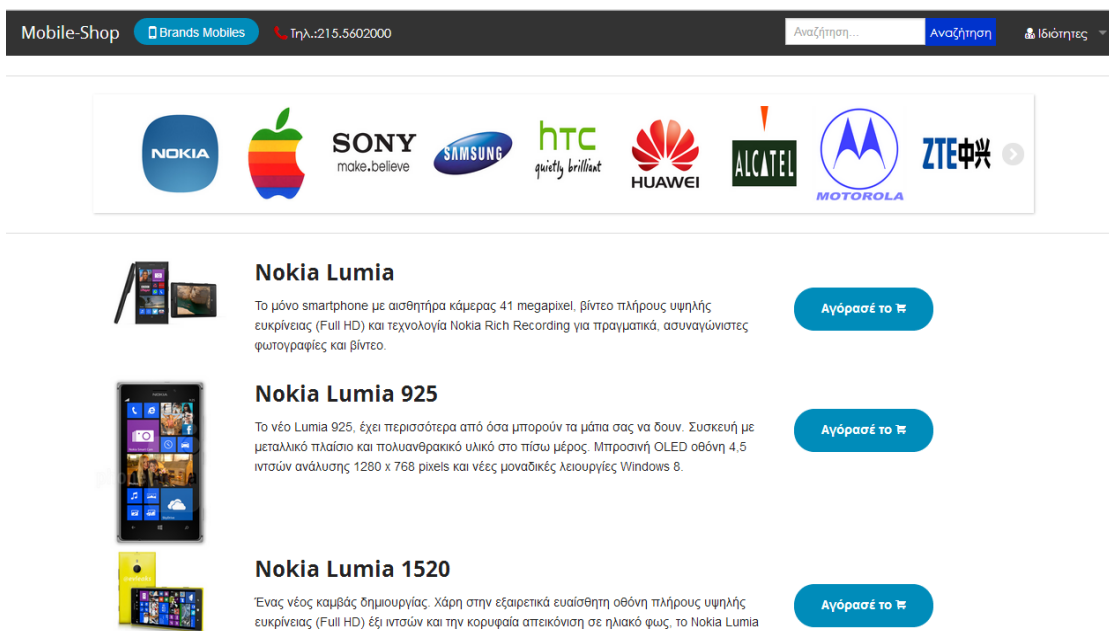 Mobile-Shop Brands Mobiles Τηλ.:215.5602000 Αναζήτηση... Αναζήτηση Ιδιότητες
NOKIA SONY make.believe SAMSUNG hTC quietly brilliant HUAWEI ALCATEL MOTOROLA ZTE中兴
Nokia Lumia
Το μόνο smartphone με αισθητήρα κάμερας 41 megapixel, βίντεο πλήρους υψηλής
ευκρίνειας (Full HD) και τεχνολογία Nokia Rich Recording για πραγματικά, ασυναγώνιστες
φωτογραφίες και βίντεο.
Αγόρασέ το
Nokia Lumia 925
Το νέο Lumia 925, έχει περισσότερα από όσα μπορούν τα μάτια σας να δουν. Συσκευή με
μεταλλικό πλαίσιο και πολυανθρακικό υλικό στο πίσω μέρος. Μπροσινή OLED οθόνη 4,5
ιντσών ανάλυσης 1280 x 768 pixels και νέες μοναδικές λειουργίες Windows 8.
Αγόρασέ το
Nokia Lumia 1520
Ένας νέος καμβάς δημιουργίας. Χάρη στην εξαιρετικά ευαίσθητη οθόνη πλήρους υψηλής
ευκρίνειας (Full HD) έξι ιντσών και την κορυφαία απεικόνιση σε ηλιακό φως, το Nokia Lumia
Αγόρασέ το